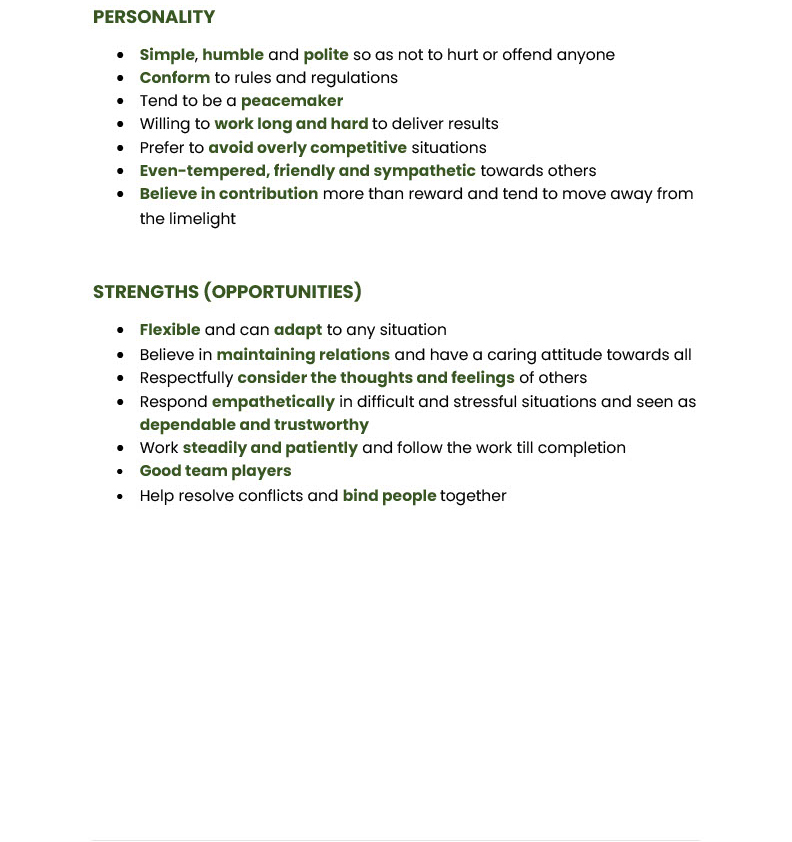 PERSONALITY
• Simple, humble and polite so as not to hurt or offend anyone
• Conform to rules and regulations
• Tend to be a peacemaker
• Willing to work long and hard to deliver results
• Prefer to avoid overly competitive situations
• Even-tempered, friendly and sympathetic towards others
• Believe in contribution more than reward and tend to move away from
the limelight
STRENGTHS (OPPORTUNITIES)
• Flexible and can adapt to any situation
• Believe in maintaining relations and have a caring attitude towards all
• Respectfully consider the thoughts and feelings of others
• Respond empathetically in difficult and stressful situations and seen as
dependable and trustworthy
• Work steadily and patiently and follow the work till completion
• Good team players
• Help resolve conflicts and bind people together